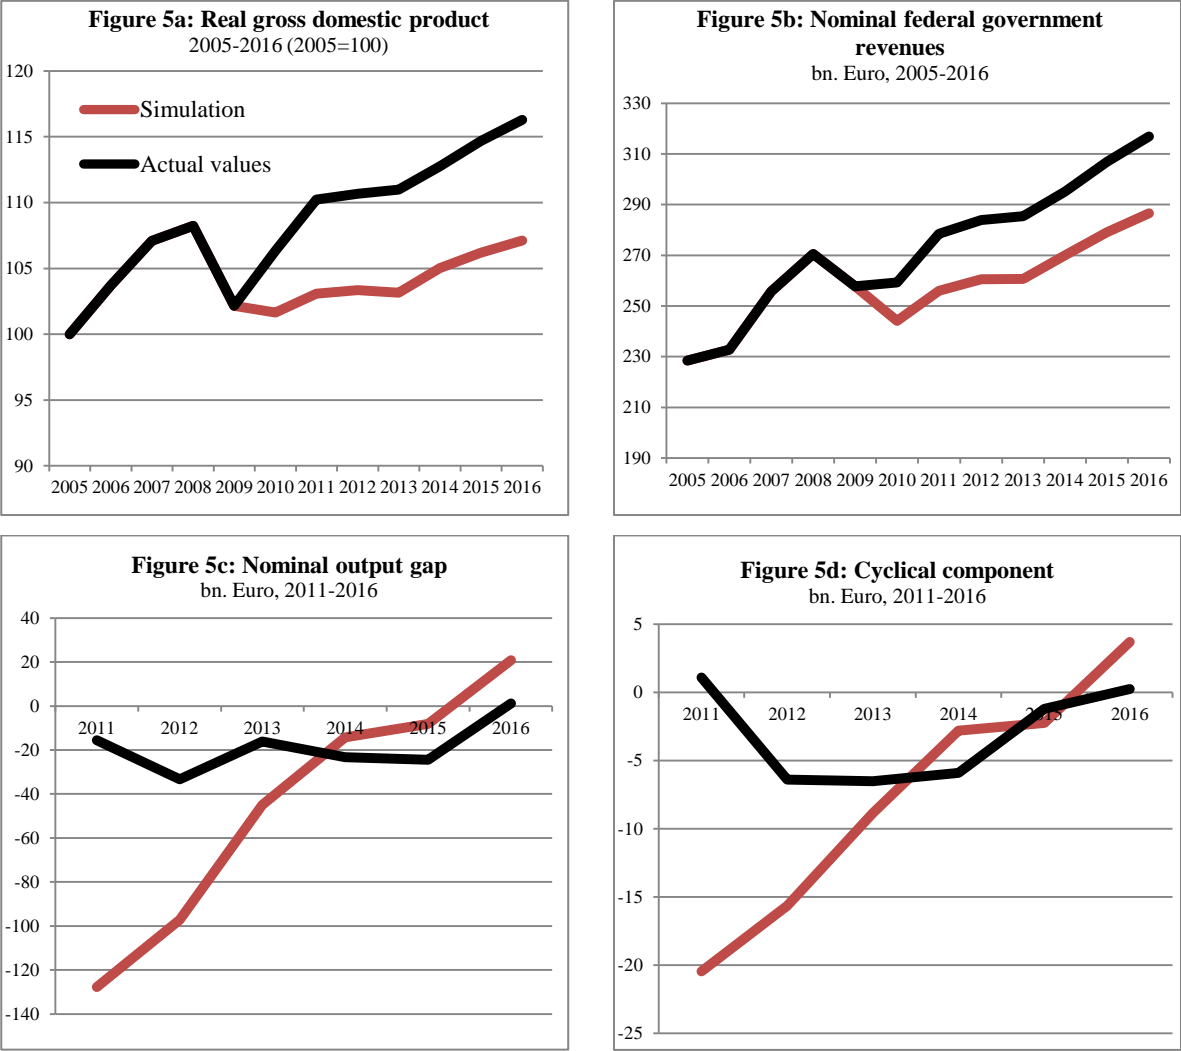 Figure 5a: Real gross domestic product
2005-2016 (2005=100)
120
115
110
105
100
95
90
Simulation
Actual values
2005 2006 2007 2008 2009 2010 2011 2012 2013 2014 2015 2016
Figure 5b: Nominal federal government
revenues
bn. Euro, 2005-2016
330
310
290
270
250
230
210
190
2005 2006 2007 2008 2009 2010 2011 2012 2013 2014 2015 2016
Figure 5c: Nominal output gap
bn. Euro, 2011-2016
40
20
0
-20
-40
-60
-80
-100
-120
-140
2011 2012 2013 2014 2015 2016
Figure 5d: Cyclical component
bn. Euro, 2011-2016
5
0
-5
-10
-15
-20
-25
2011 2012 2013 2014 2015 2016